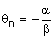 θn = −α/β